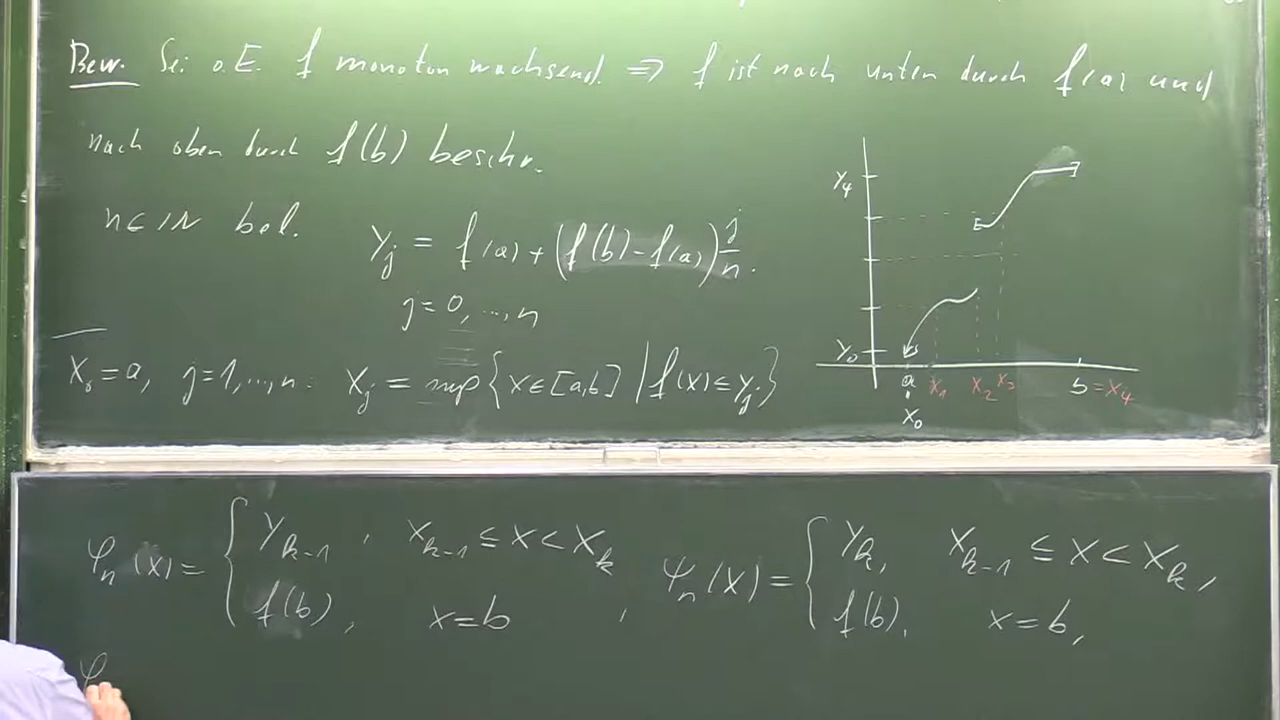 Bew. Sei o.E. f monoton wachsend. ⇒ f ist nach unten durch f(a) und
nach oben durch f(b) beschr.
n∈ℕ bel. y_j = f(a) + (f(b) - f(a)) j/n.
j = 0, ..., n
x_0 = a, j = 1, ..., n: x_j = sup { x ∈ [a,b] | f(x) ≤ y_j }
y_4
y_0
a x_1 x_2 x_3 b = x_4
x_0
φ_n(x) = { y_{k-1}, x_{k-1} ≤ x < x_k
f(b), x = b,
ψ_n(x) = { y_k, x_{k-1} ≤ x < x_k,
f(b), x = b,
φ